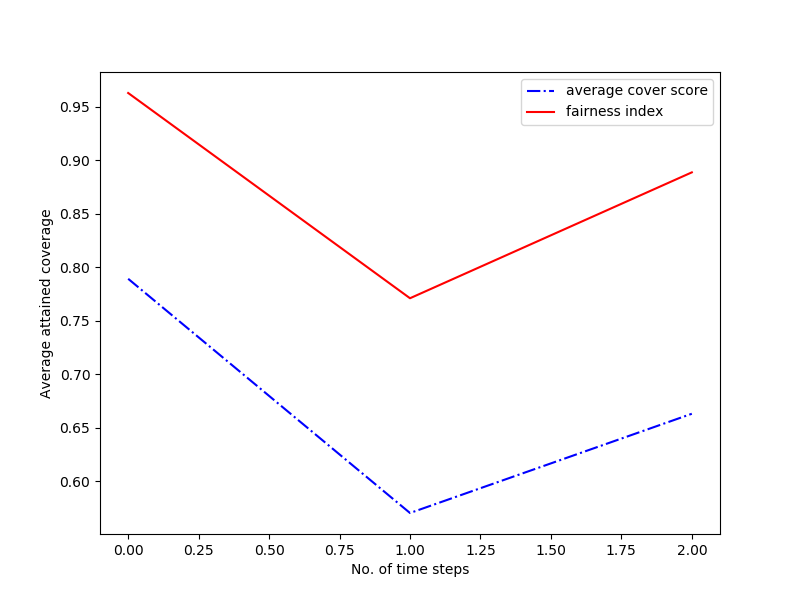 average cover score
fairness index
0.95
0.90
0.85
0.80
0.75
0.70
0.65
0.60
Average attained coverage
0.00 0.25 0.50 0.75 1.00 1.25 1.50 1.75 2.00
No. of time steps